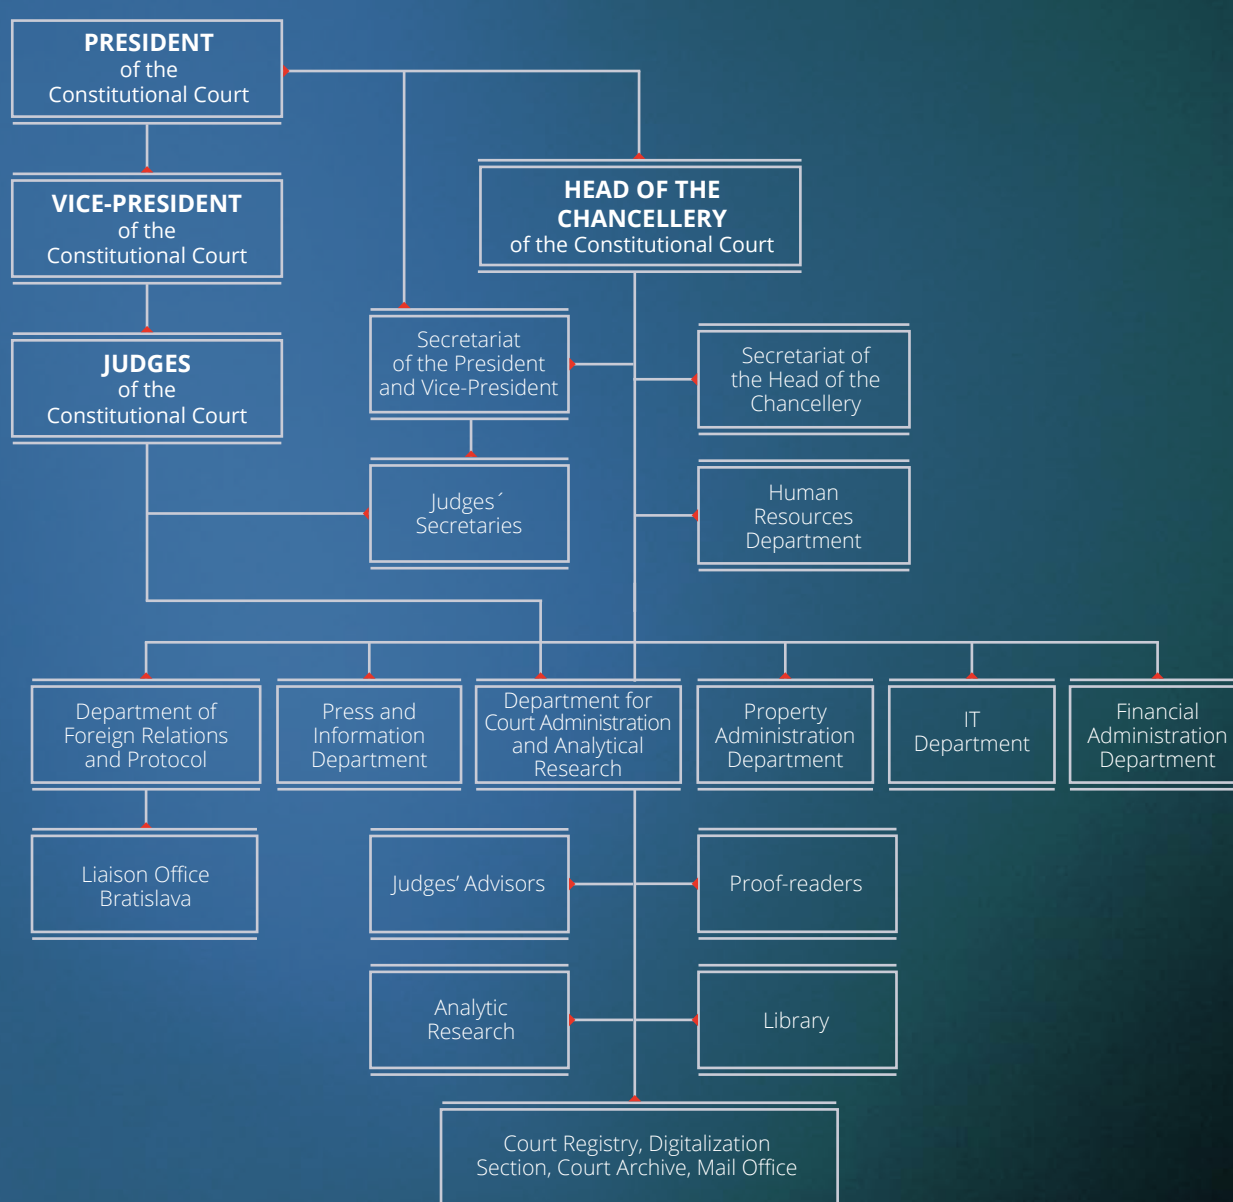 PRESIDENT
of the
Constitutional Court
VICE-PRESIDENT
of the
Constitutional Court
HEAD OF THE
CHANCELLERY
of the Constitutional Court
JUDGES
of the
Constitutional Court
Secretariat
of the President
and Vice-President
Secretariat of
the Head of the
Chancellery
Judges´
Secretaries
Human
Resources
Department
Department of
Foreign Relations
and Protocol
Press and
Information
Department
Department for
Court Administration
and Analytical
Research
Property
Administration
Department
IT
Department
Financial
Administration
Department
Liaison Office
Bratislava
Judges’ Advisors
Proof-readers
Analytic
Research
Library
Court Registry, Digitalization
Section, Court Archive, Mail Office